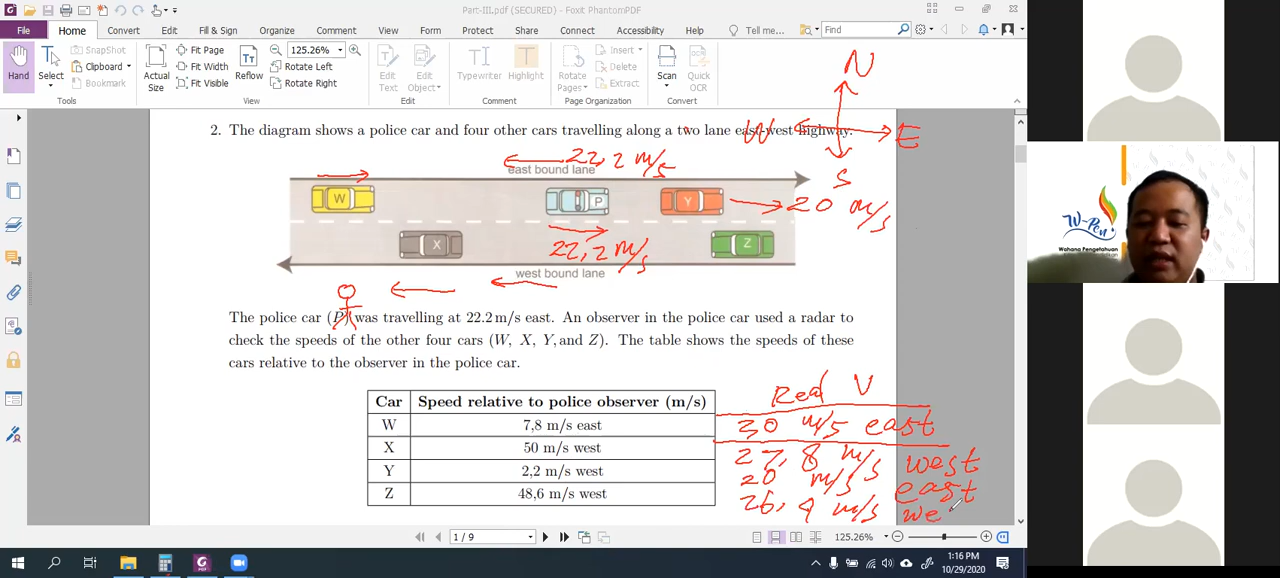 Part-III.pdf (SECURED) - Foxit PhantomPDF
File Home Convert Edit Fill & Sign Organize Comment View Form Protect Share Connect Accessibility Help Tell me... Find
Hand
Select
SnapShot
Clipboard
Bookmark
Actual Size
Fit Page
Fit Width
Fit Visible
Reflow
125.26%
Rotate Left
Rotate Right
Edit Text
Edit Object
Typewriter
Highlight
Rotate Pages
Insert
Delete
Extract
Scan
Quick OCR
Tools
View
Edit
Comment
Page Organization
Convert
N
W
E
S
2. The diagram shows a police car and four other cars travelling along a two lane east-west highway.
22,2 m/s
east bound lane
W
P
Y
20 m/s
X
22,2 m/s
Z
west bound lane
The police car (P) was travelling at 22.2 m/s east. An observer in the police car used a radar to
check the speeds of the other four cars (W, X, Y, and Z). The table shows the speeds of these
cars relative to the observer in the police car.
Real V
Car Speed relative to police observer (m/s)
W 7,8 m/s east 30 m/s east
X 50 m/s west 27,8 m/s west
Y 2,2 m/s west 20 m/s east
Z 48,6 m/s west 26,4 m/s we
W-Pen
Wahana Pengetahuan
1 / 9
125.26%
1:16 PM
10/29/2020